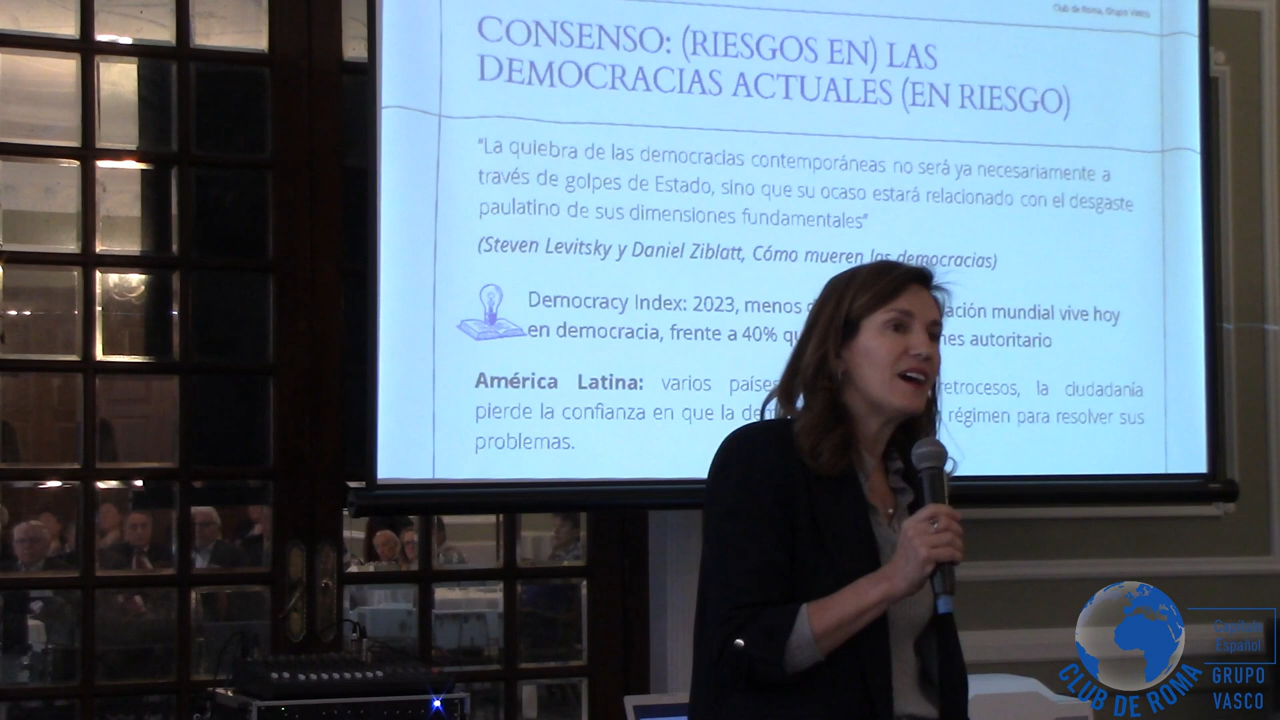 Club de Roma, Grupo Vasco
CONSENSO: (RIESGOS EN) LAS
DEMOCRACIAS ACTUALES (EN RIESGO)
"La quiebra de las democracias contemporáneas no será ya necesariamente a
través de golpes de Estado, sino que su ocaso estará relacionado con el desgaste
paulatino de sus dimensiones fundamentales"
(Steven Levitsky y Daniel Ziblatt, Cómo mueren las democracias)
Democracy Index: 2023, menos d ación mundial vive hoy
en democracia, frente a 40% qu nes autoritario
América Latina: varios países etrocesos, la ciudadanía
pierde la confianza en que la dem régimen para resolver sus
problemas.
Capítulo
Español
GRUPO
VASCO
CLUB DE ROMA